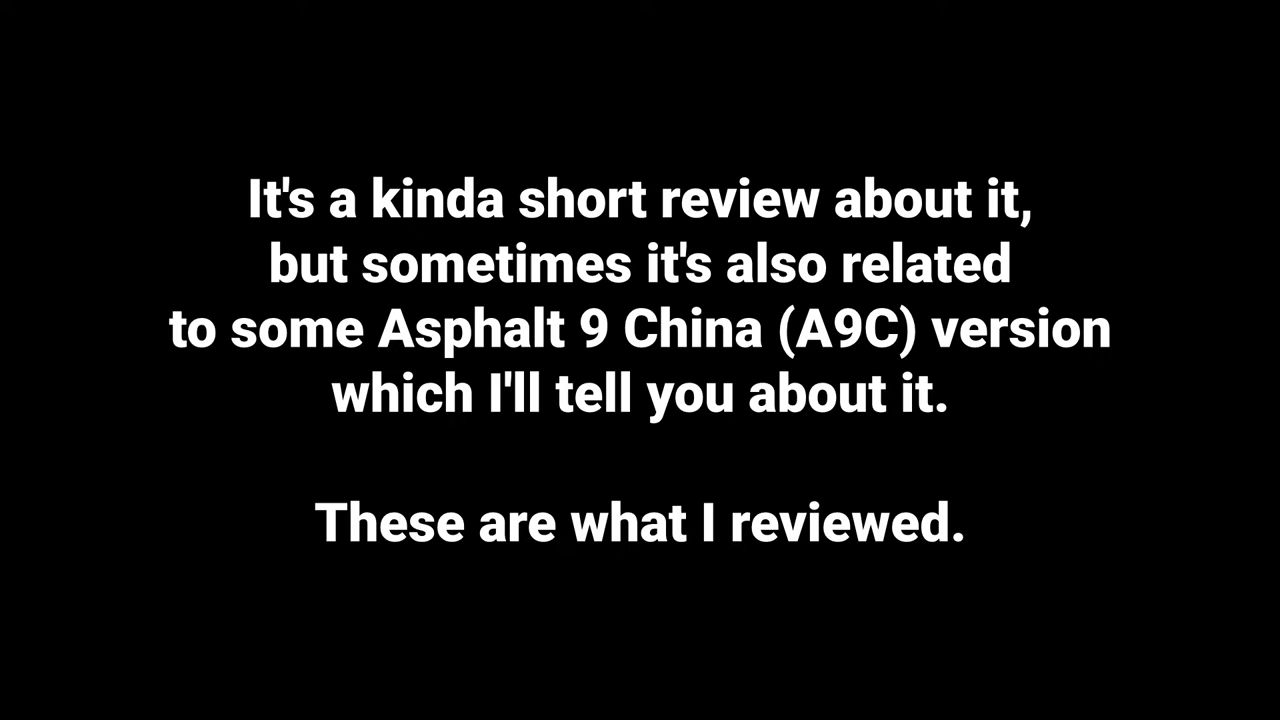 It's a kinda short review about it,
but sometimes it's also related
to some Asphalt 9 China (A9C) version
which I'll tell you about it.
These are what I reviewed.